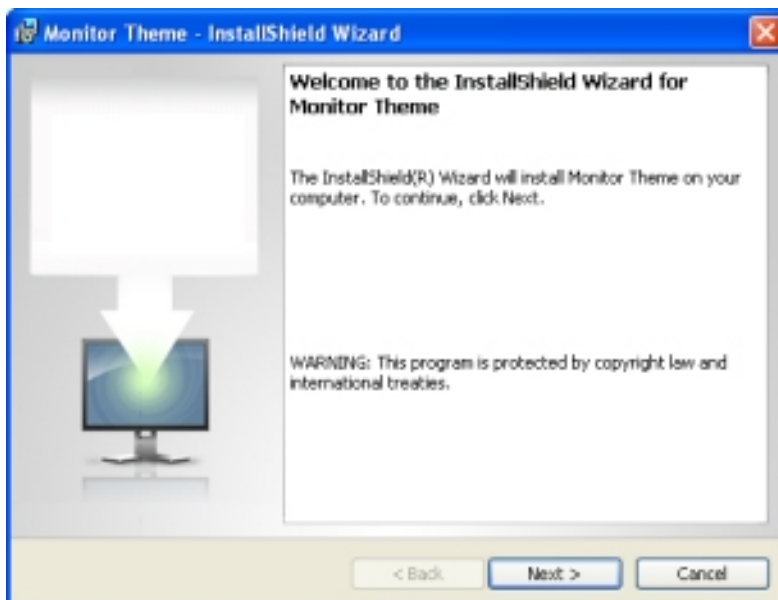 Monitor Theme - InstallShield Wizard
Welcome to the InstallShield Wizard for
Monitor Theme
The InstallShield(R) Wizard will install Monitor Theme on your
computer. To continue, click Next.
WARNING: This program is protected by copyright law and
international treaties.
< Back
Next >
Cancel